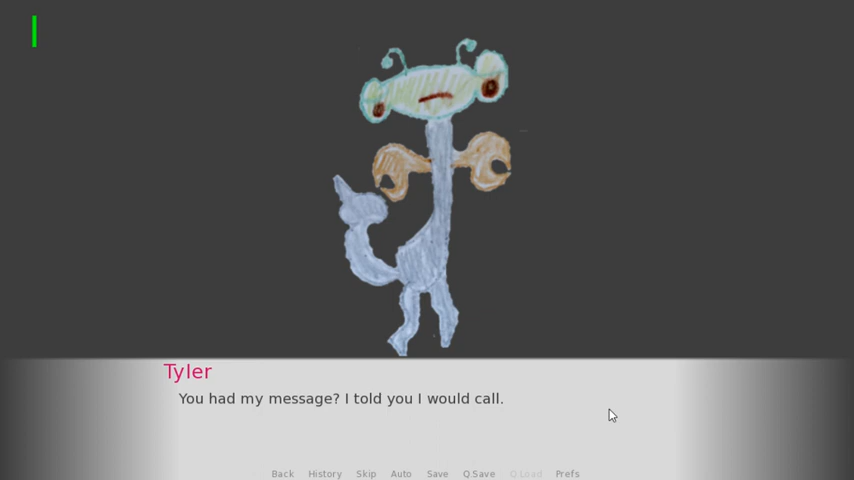 Tyler
You had my message? I told you I would call.
Back History Skip Auto Save Q.Save Q.Load Prefs